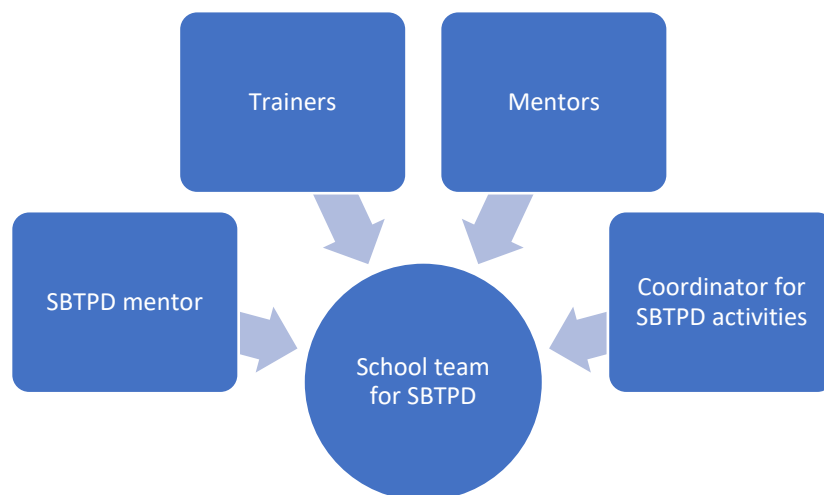 Trainers
Mentors
SBTPD mentor
Coordinator for
SBTPD activities
School team
for SBTPD